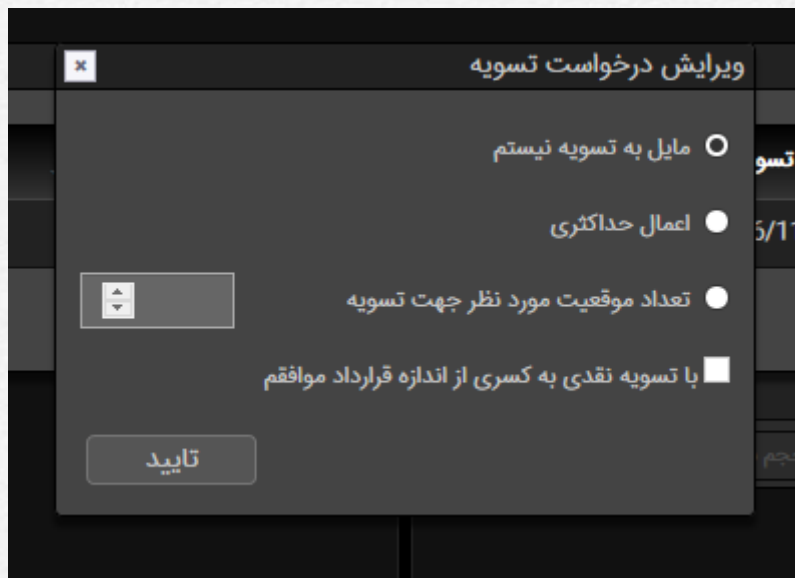 ویرایش درخواست تسویه
مایل به تسویه نیستم
اعمال حداکثری
تعداد موقعیت مورد نظر جهت تسویه
با تسویه نقدی به کسری از اندازه قرارداد موافقم
تایید